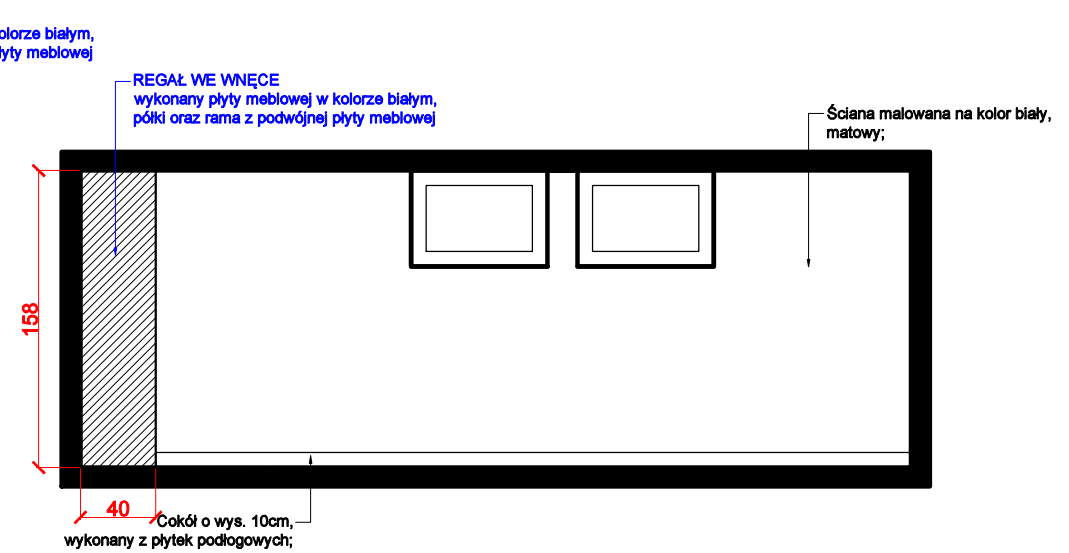 olorze białym,
łyty meblowej
REGAŁ WE WNĘCE
wykonany płyty meblowej w kolorze białym,
półki oraz rama z podwójnej płyty meblowej
Ściana malowana na kolor biały,
matowy;
158
40
Cokół o wys. 10cm,
wykonany z płytek podłogowych;